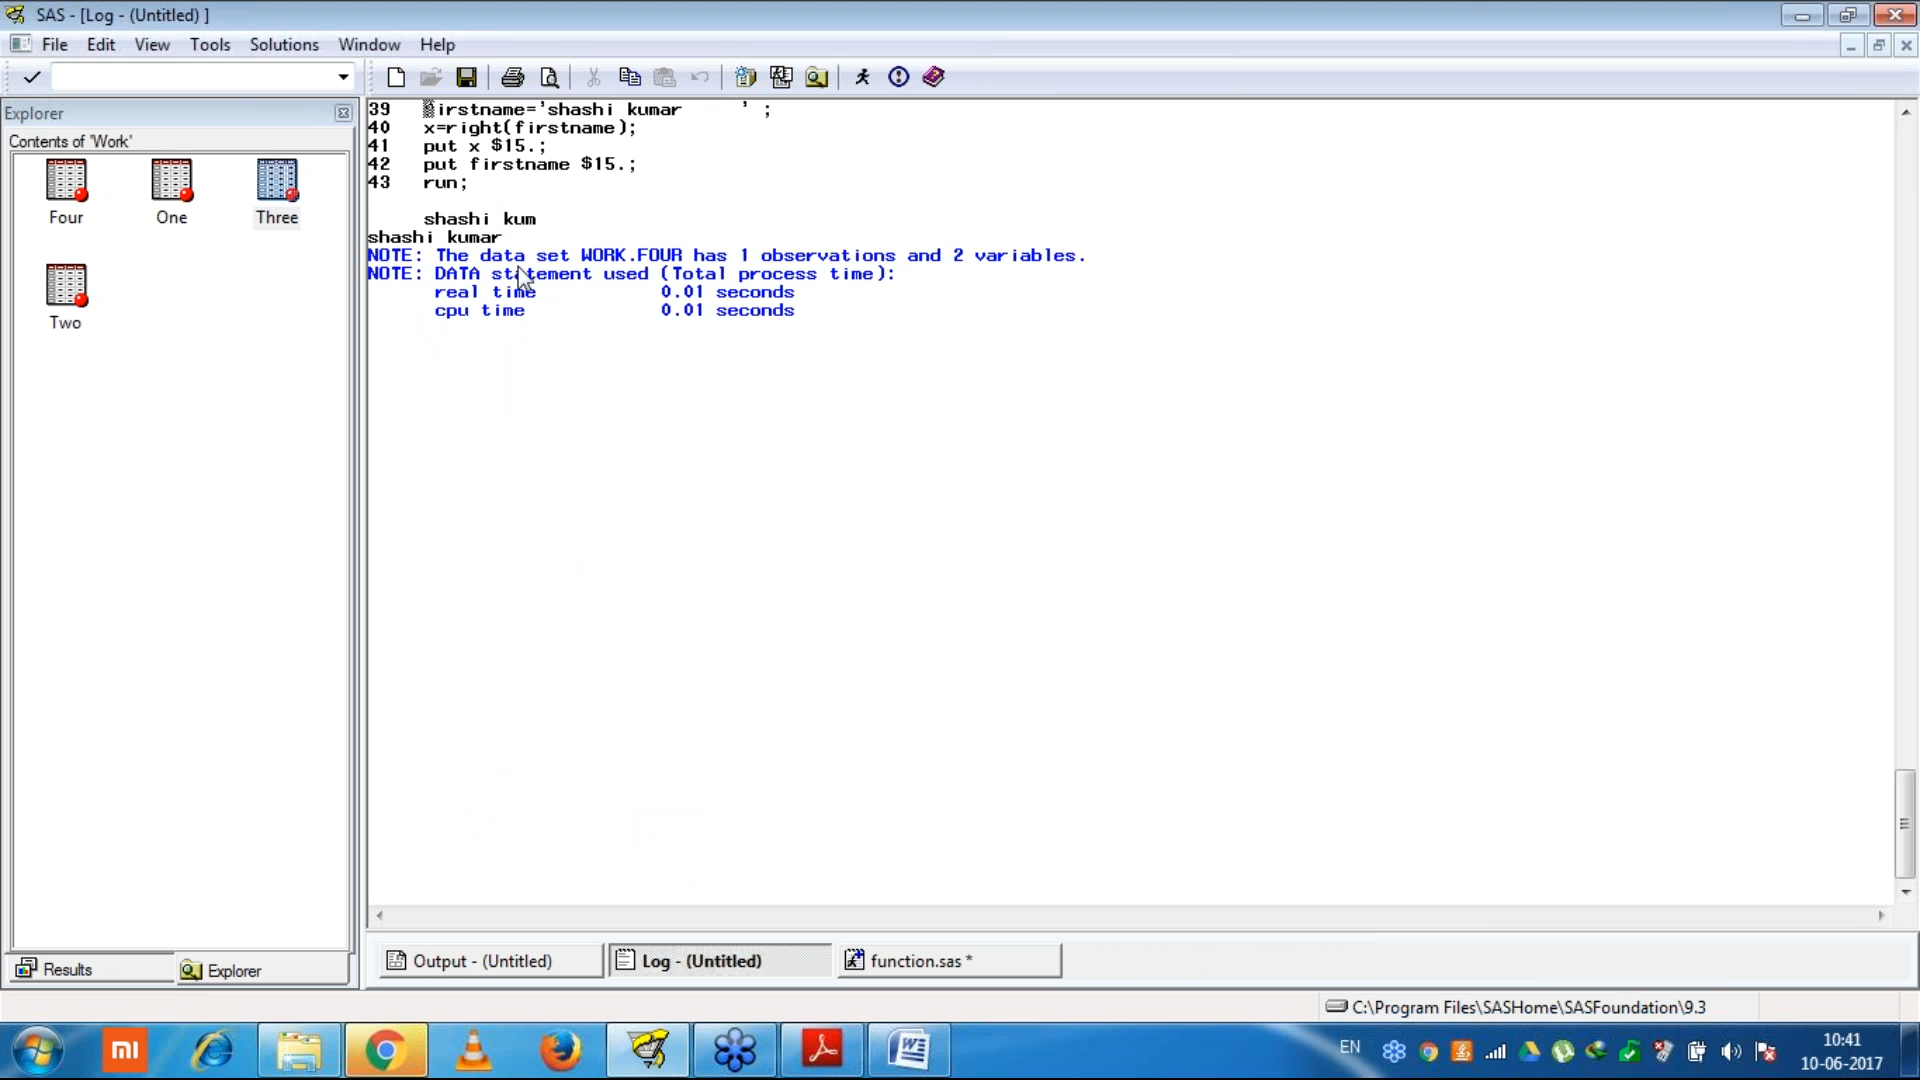 SAS - [Log - (Untitled) ]
File Edit View Tools Solutions Window Help
Explorer
Contents of 'Work'
Four One Three
Two
39 firstname='shashi kumar      ' ;
40 x=right(firstname);
41 put x $15.;
42 put firstname $15.;
43 run;
shashi kum
shashi kumar
NOTE: The data set WORK.FOUR has 1 observations and 2 variables.
NOTE: DATA statement used (Total process time):
real time 0.01 seconds
cpu time 0.01 seconds
Results Explorer
Output - (Untitled) Log - (Untitled) function.sas *
C:\Program Files\SASHome\SASFoundation\9.3
mi
EN
10:41
10-06-2017